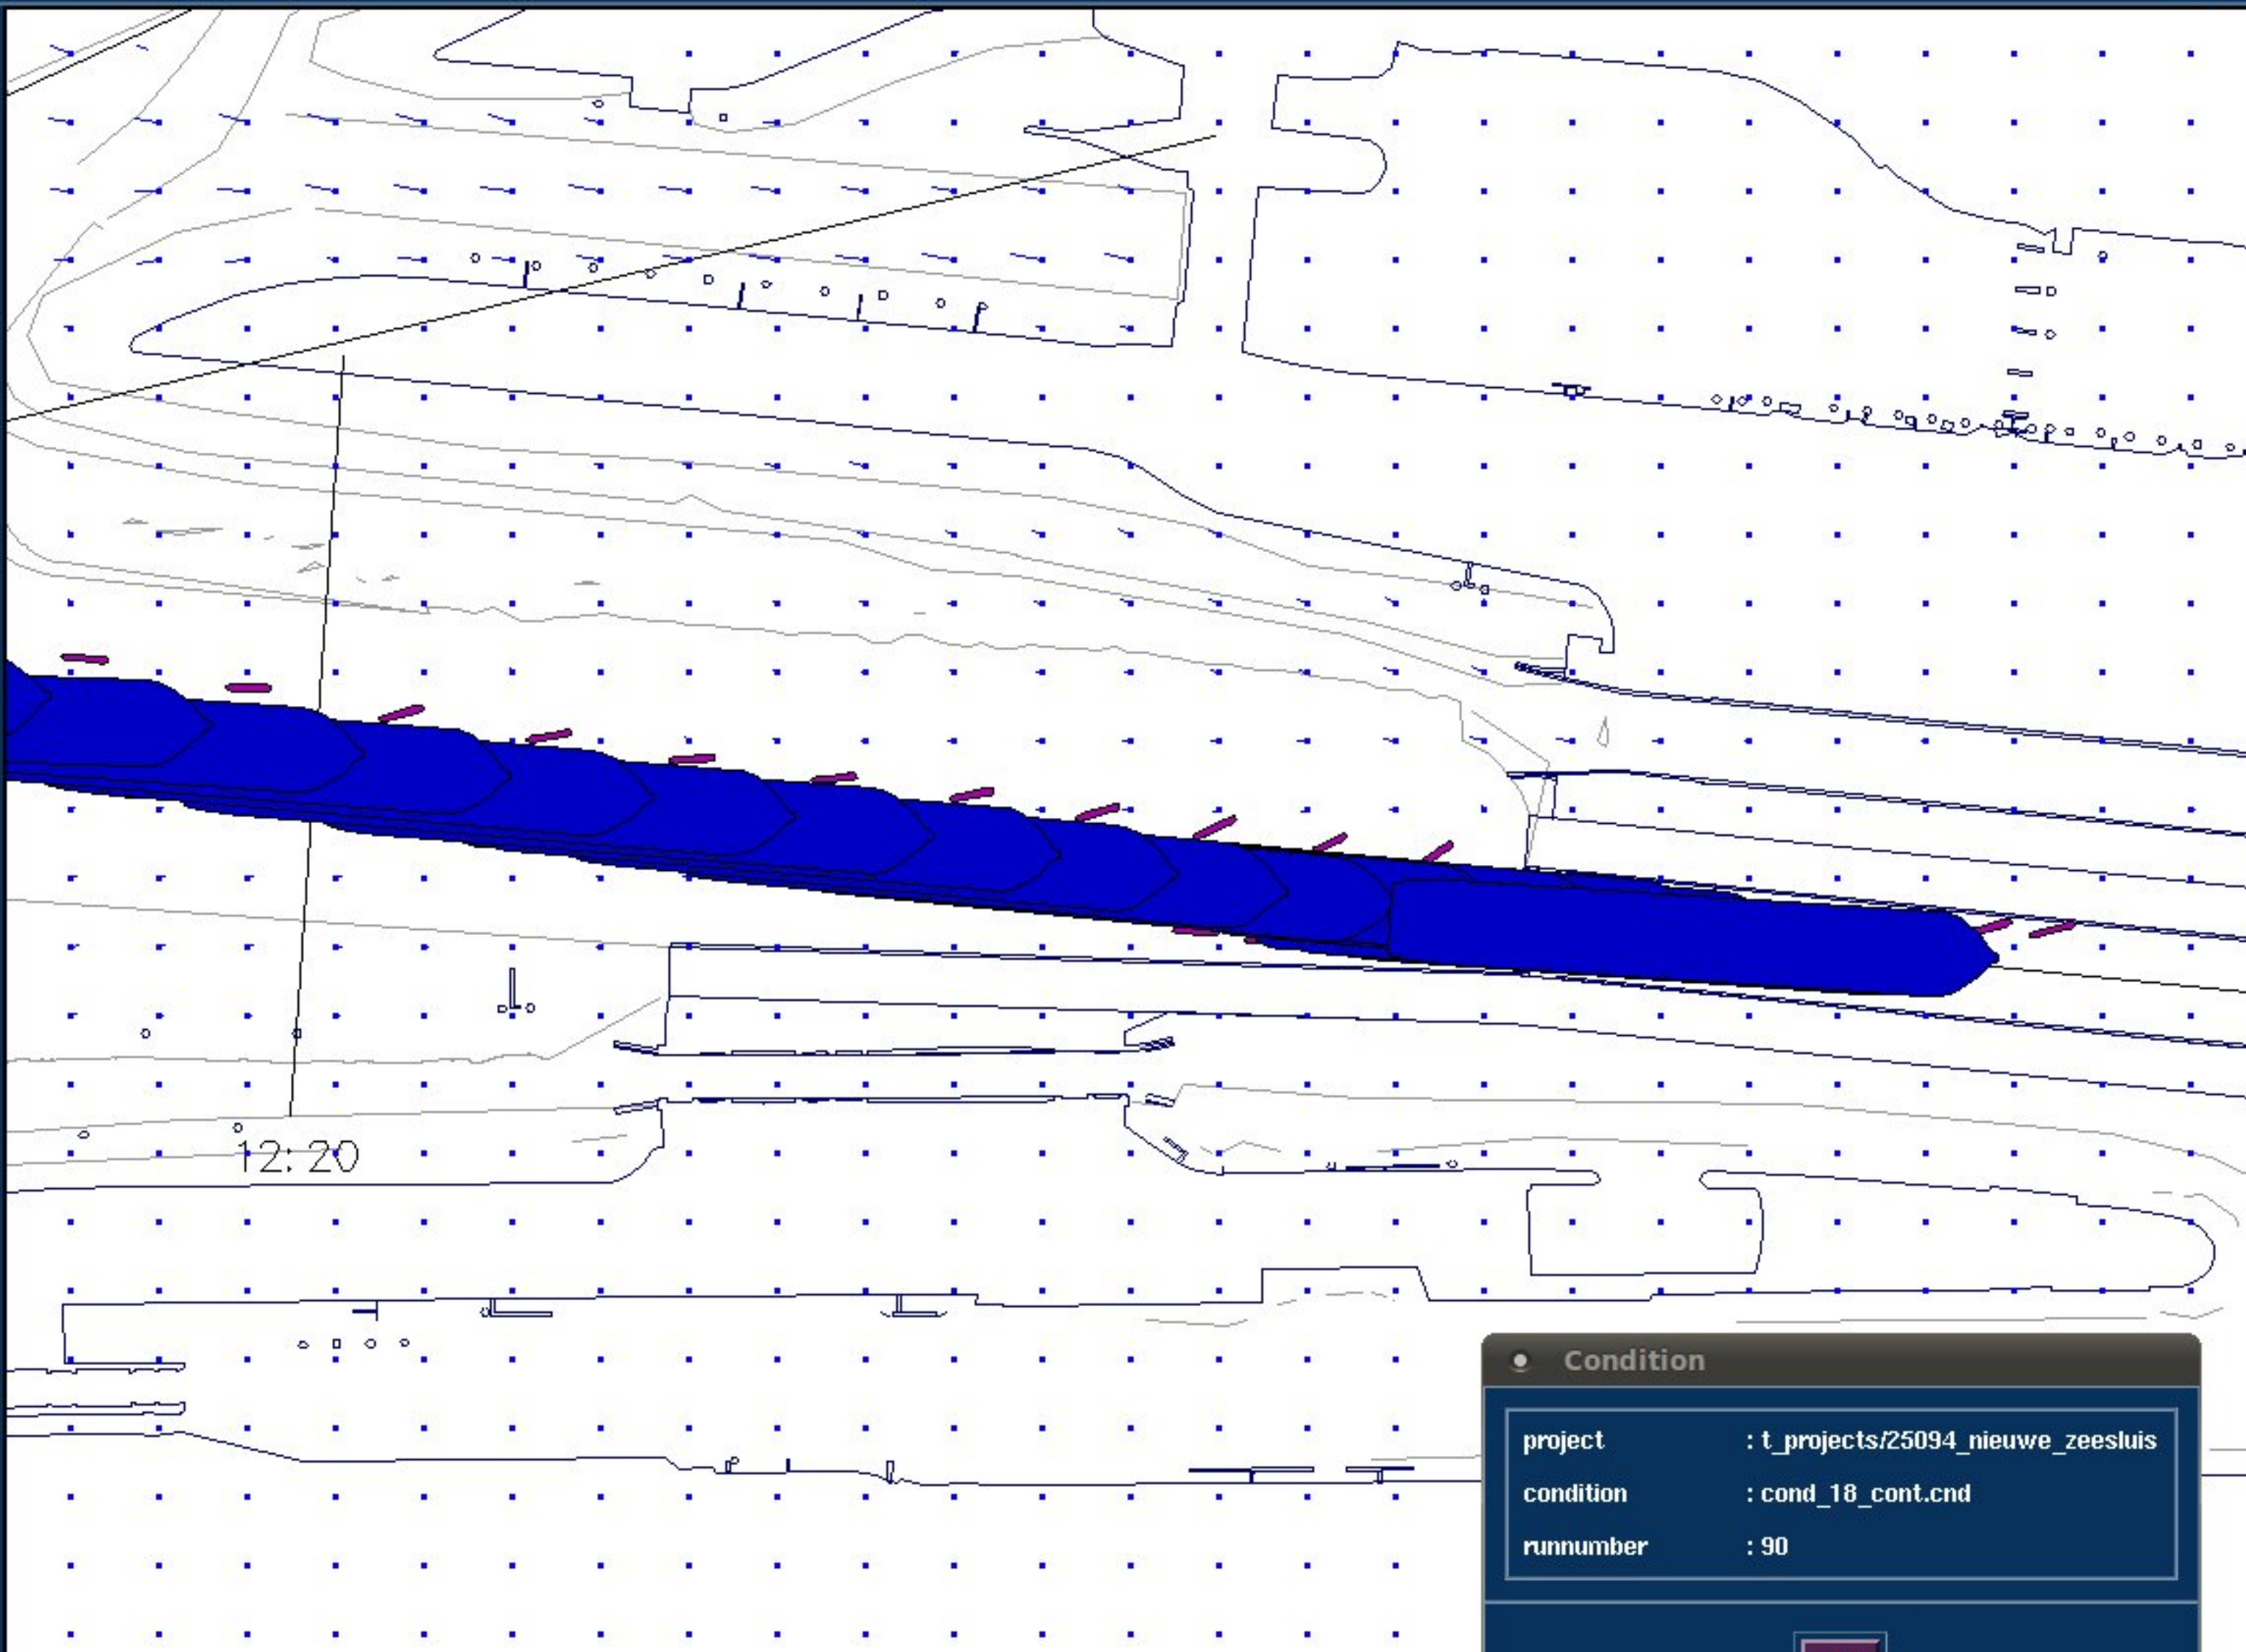 12:20
Condition
project : t_projects/25094_nieuwe_zeesluis
condition : cond_18_cont.cnd
runnumber : 90